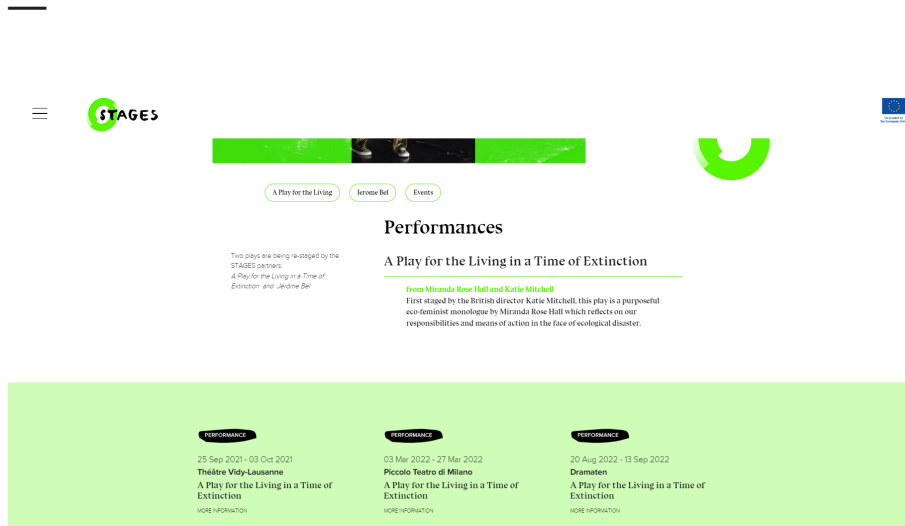 STAGES
Co-funded by
A Play for the Living
Jerome Bel
Events
Performances
Two plays are being re-staged by the
STAGES partners:
A Play for the Living in a Time of
Extinction and Jérôme Bel
A Play for the Living in a Time of Extinction
from Miranda Rose Hall and Katie Mitchell
First staged by the British director Katie Mitchell, this play is a purposeful
eco-feminist monologue by Miranda Rose Hall which reflects on our
responsibilities and means of action in the face of ecological disaster.
PERFORMANCE
25 Sep 2021 - 03 Oct 2021
Théâtre Vidy-Lausanne
A Play for the Living in a Time of
Extinction
MORE INFORMATION
PERFORMANCE
03 Mar 2022 - 27 Mar 2022
Piccolo Teatro di Milano
A Play for the Living in a Time of
Extinction
MORE INFORMATION
PERFORMANCE
20 Aug 2022 - 13 Sep 2022
Dramaten
A Play for the Living in a Time of
Extinction
MORE INFORMATION